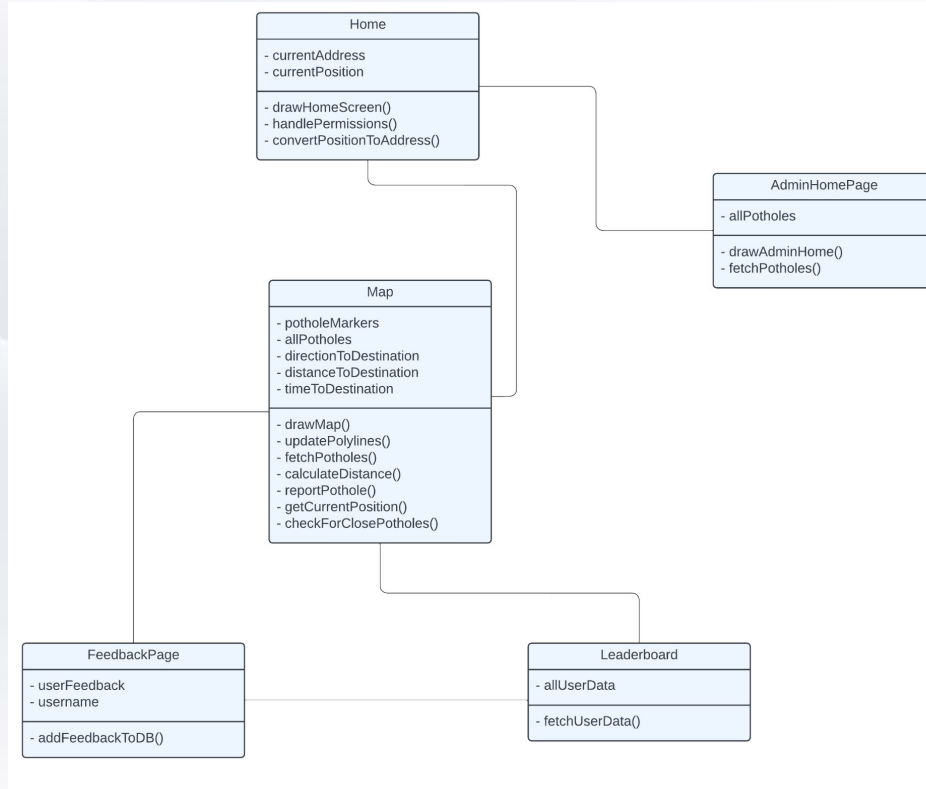 Home
- currentAddress
- currentPosition
- drawHomeScreen()
- handlePermissions()
- convertPositionToAddress()
AdminHomePage
- allPotholes
- drawAdminHome()
- fetchPotholes()
Map
- potholeMarkers
- allPotholes
- directionToDestination
- distanceToDestination
- timeToDestination
- drawMap()
- updatePolylines()
- fetchPotholes()
- calculateDistance()
- reportPothole()
- getCurrentPosition()
- checkForClosePotholes()
FeedbackPage
- userFeedback
- username
- addFeedbackToDB()
Leaderboard
- allUserData
- fetchUserData()